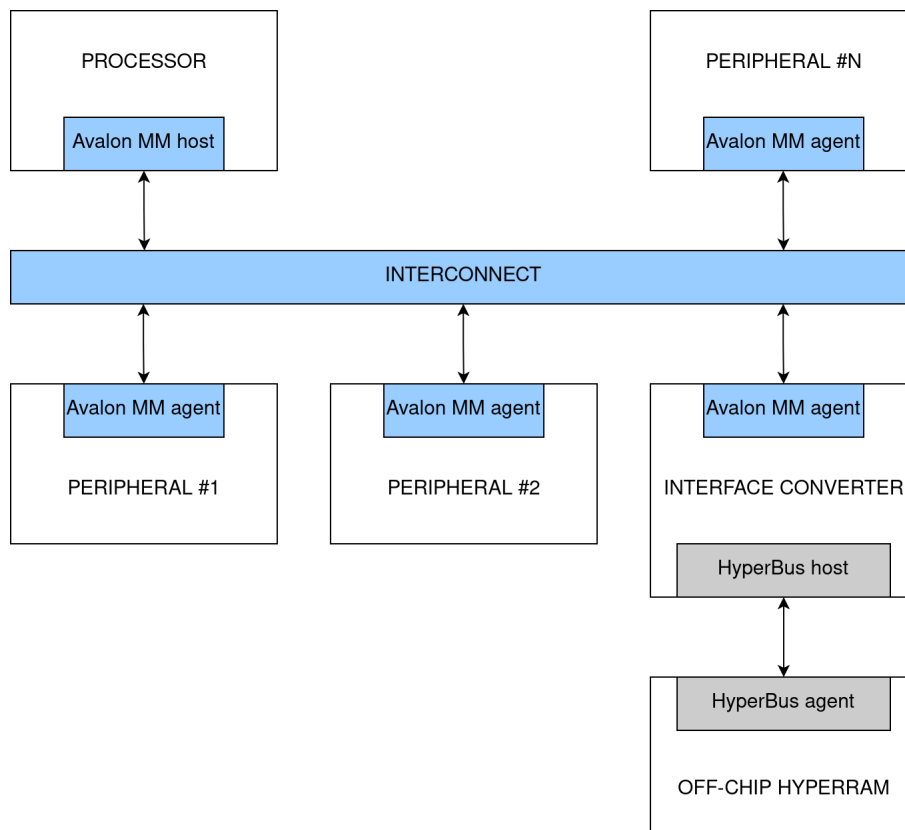 PROCESSOR
Avalon MM host
PERIPHERAL #N
Avalon MM agent
INTERCONNECT
Avalon MM agent
PERIPHERAL #1
Avalon MM agent
PERIPHERAL #2
Avalon MM agent
INTERFACE CONVERTER
HyperBus host
HyperBus agent
OFF-CHIP HYPERRAM